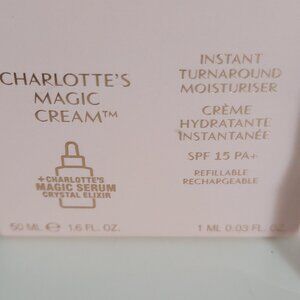 CHARLOTTE'S
MAGIC
CREAM™
+CHARLOTTE'S
MAGIC SERUM
CRYSTAL ELIXIR
50 ML ℮ 1.6 FL. OZ.
INSTANT
TURNAROUND
MOISTURISER
CRÈME
HYDRATANTE
INSTANTANÉE
SPF 15 PA+
REFILLABLE
RECHARGEABLE
1 ML 0.03 FL. OZ.